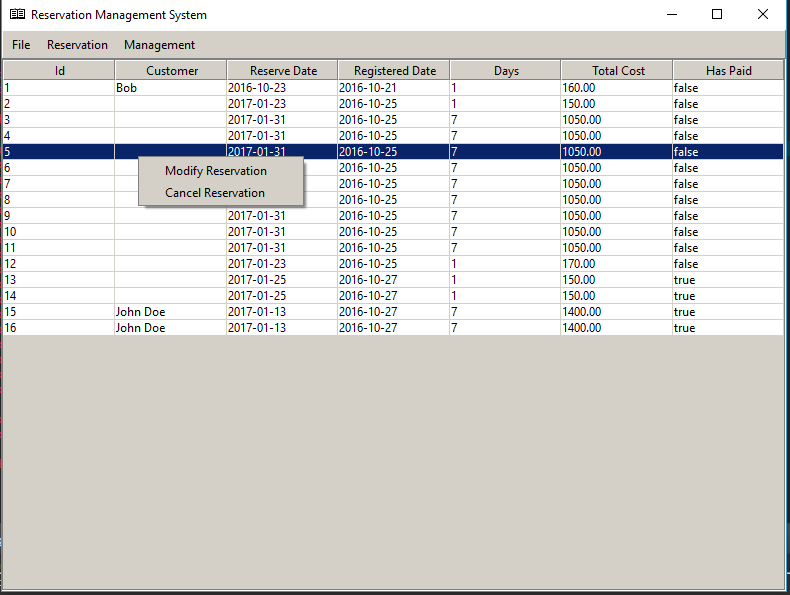 Reservation Management System
File Reservation Management
Id Customer Reserve Date Registered Date Days Total Cost Has Paid
1 Bob 2016-10-23 2016-10-21 1 160.00 false
2 2017-01-23 2016-10-25 1 150.00 false
3 2017-01-31 2016-10-25 7 1050.00 false
4 2017-01-31 2016-10-25 7 1050.00 false
5 2017-01-31 2016-10-25 7 1050.00 false
Modify Reservation
Cancel Reservation
6 2016-10-25 7 1050.00 false
7 2016-10-25 7 1050.00 false
8 2016-10-25 7 1050.00 false
9 2017-01-31 2016-10-25 7 1050.00 false
10 2017-01-31 2016-10-25 7 1050.00 false
11 2017-01-31 2016-10-25 7 1050.00 false
12 2017-01-23 2016-10-25 1 170.00 false
13 2017-01-25 2016-10-27 1 150.00 true
14 2017-01-25 2016-10-27 1 150.00 true
15 John Doe 2017-01-13 2016-10-27 7 1400.00 true
16 John Doe 2017-01-13 2016-10-27 7 1400.00 true